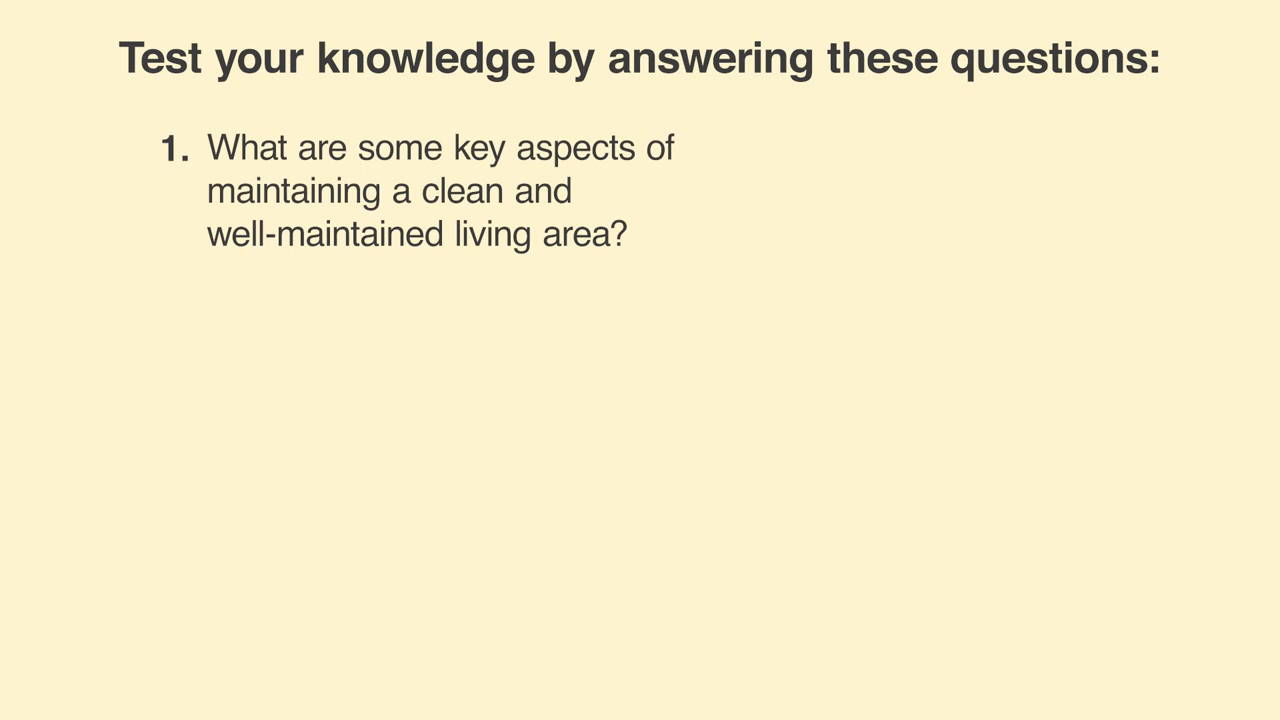 Test your knowledge by answering these questions:
1. What are some key aspects of
maintaining a clean and
well-maintained living area?